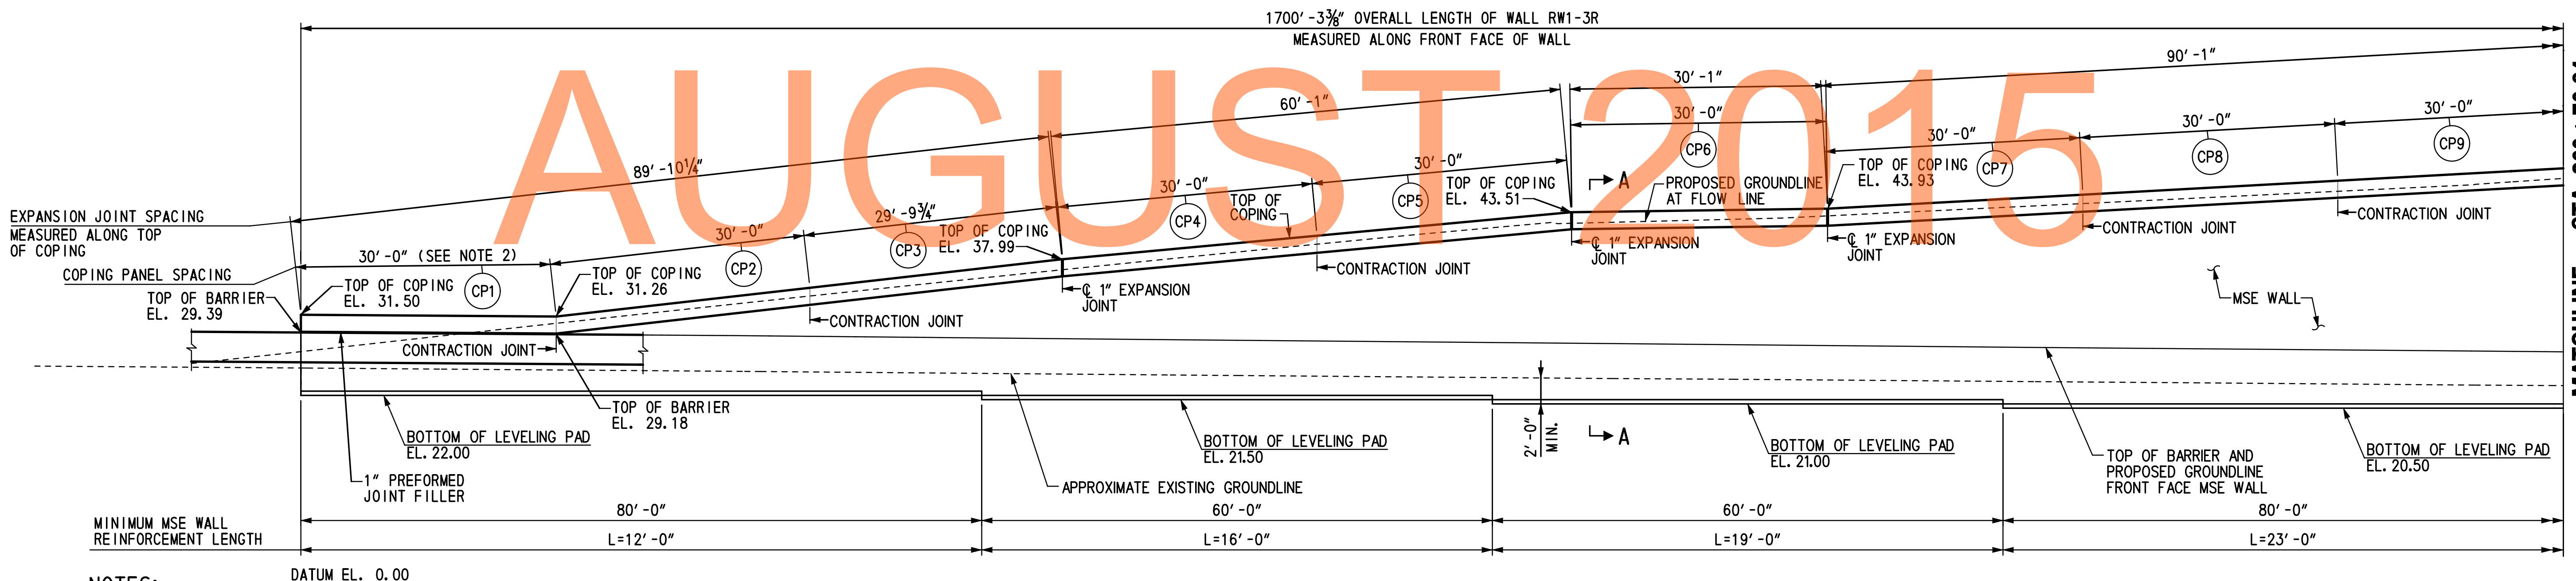 1700'-3⅜" OVERALL LENGTH OF WALL RW1-3R
MEASURED ALONG FRONT FACE OF WALL
AUGUST 2015
90'-1"
30'-1"
60'-1"
89'-10¼"
30'-0"
30'-0"
30'-0"
30'-0"
CP6
CP7
CP8
CP9
30'-0"
30'-0"
CP5
CP4
29'-9¾"
CP3
30'-0"
CP2
30'-0" (SEE NOTE 2)
CP1
EXPANSION JOINT SPACING
MEASURED ALONG TOP
OF COPING
COPING PANEL SPACING
TOP OF BARRIER
EL. 29.39
TOP OF COPING
EL. 31.50
TOP OF COPING
EL. 31.26
TOP OF COPING
EL. 37.99
TOP OF
COPING
TOP OF COPING
EL. 43.51
A
PROPOSED GROUNDLINE
AT FLOW LINE
TOP OF COPING
EL. 43.93
CONTRACTION JOINT
CONTRACTION JOINT
℄ 1" EXPANSION
JOINT
CONTRACTION JOINT
℄ 1" EXPANSION
JOINT
℄ 1" EXPANSION
JOINT
CONTRACTION JOINT
CONTRACTION JOINT
MSE WALL
TOP OF BARRIER
EL. 29.18
BOTTOM OF LEVELING PAD
EL. 22.00
1" PREFORMED
JOINT FILLER
BOTTOM OF LEVELING PAD
EL. 21.50
APPROXIMATE EXISTING GROUNDLINE
2'-0"
MIN.
A
BOTTOM OF LEVELING PAD
EL. 21.00
TOP OF BARRIER AND
PROPOSED GROUNDLINE
FRONT FACE MSE WALL
BOTTOM OF LEVELING PAD
EL. 20.50
MINIMUM MSE WALL
REINFORCEMENT LENGTH
80'-0"
60'-0"
60'-0"
80'-0"
L=12'-0"
L=16'-0"
L=19'-0"
L=23'-0"
DATUM EL. 0.00